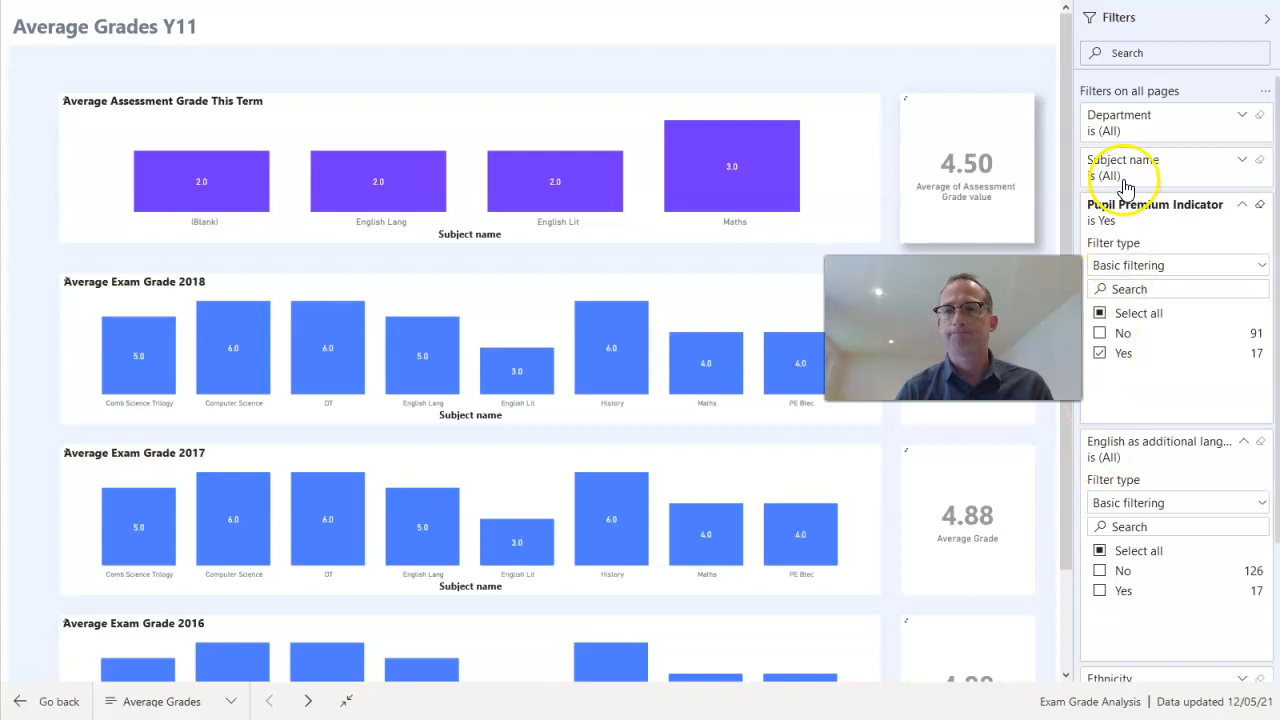 Average Grades Y11
Average Assessment Grade This Term
2.0
2.0
2.0
3.0
(Blank)
English Lang
English Lit
Maths
Subject name
4.50
Average of Assessment
Grade value
Average Exam Grade 2018
5.0
6.0
6.0
5.0
3.0
6.0
4.0
4.0
Comb Science Trilogy
Computer Science
DT
English Lang
English Lit
History
Maths
PE Btec
Subject name
Average Exam Grade 2017
5.0
6.0
6.0
5.0
3.0
6.0
4.0
4.0
Comb Science Trilogy
Computer Science
DT
English Lang
English Lit
History
Maths
PE Btec
Subject name
4.88
Average Grade
Average Exam Grade 2016
Filters
Search
Filters on all pages
Department
is (All)
Subject name
is (All)
Pupil Premium Indicator
is Yes
Filter type
Basic filtering
Search
Select all
No 91
Yes 17
English as additional lang...
is (All)
Filter type
Basic filtering
Search
Select all
No 126
Yes 17
Ethnicity
Go back
Average Grades
Exam Grade Analysis | Data updated 12/05/21